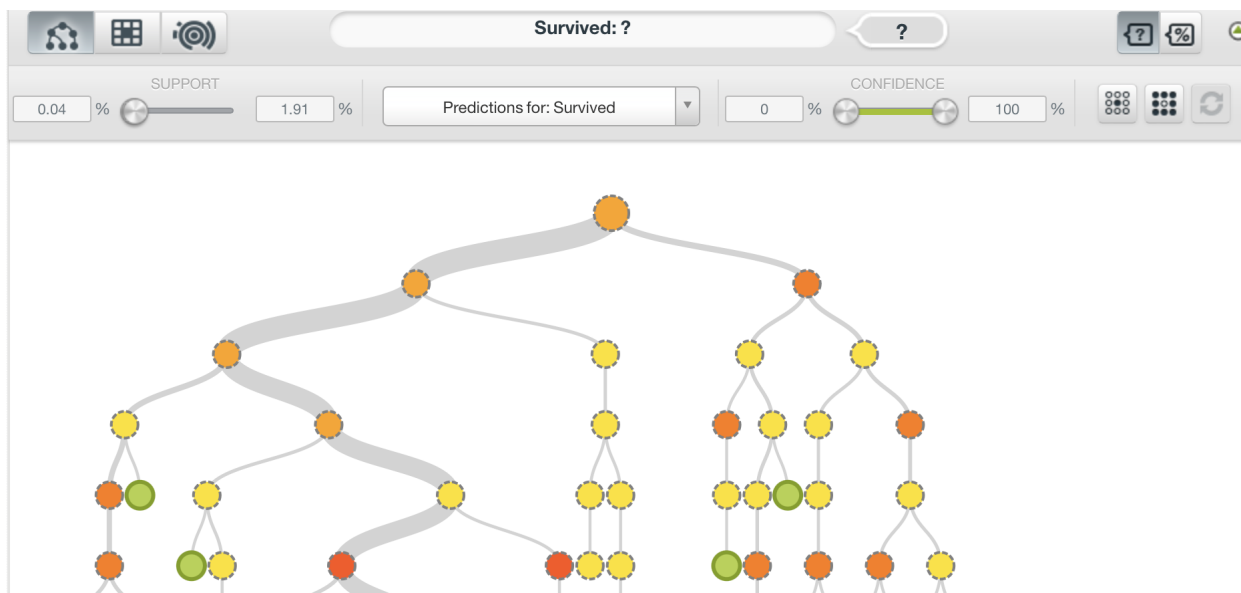 Survived: ?
?
?
%
SUPPORT
0.04 %
1.91 %
Predictions for: Survived
CONFIDENCE
0 %
100 %